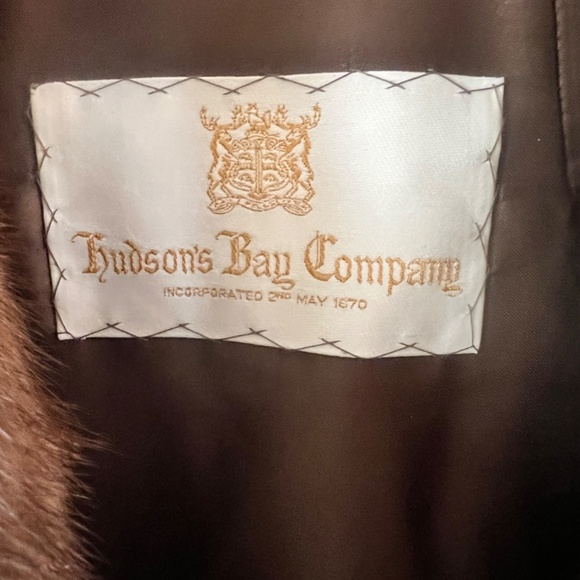 Hudson's Bay Company
INCORPORATED 2ND MAY 1670